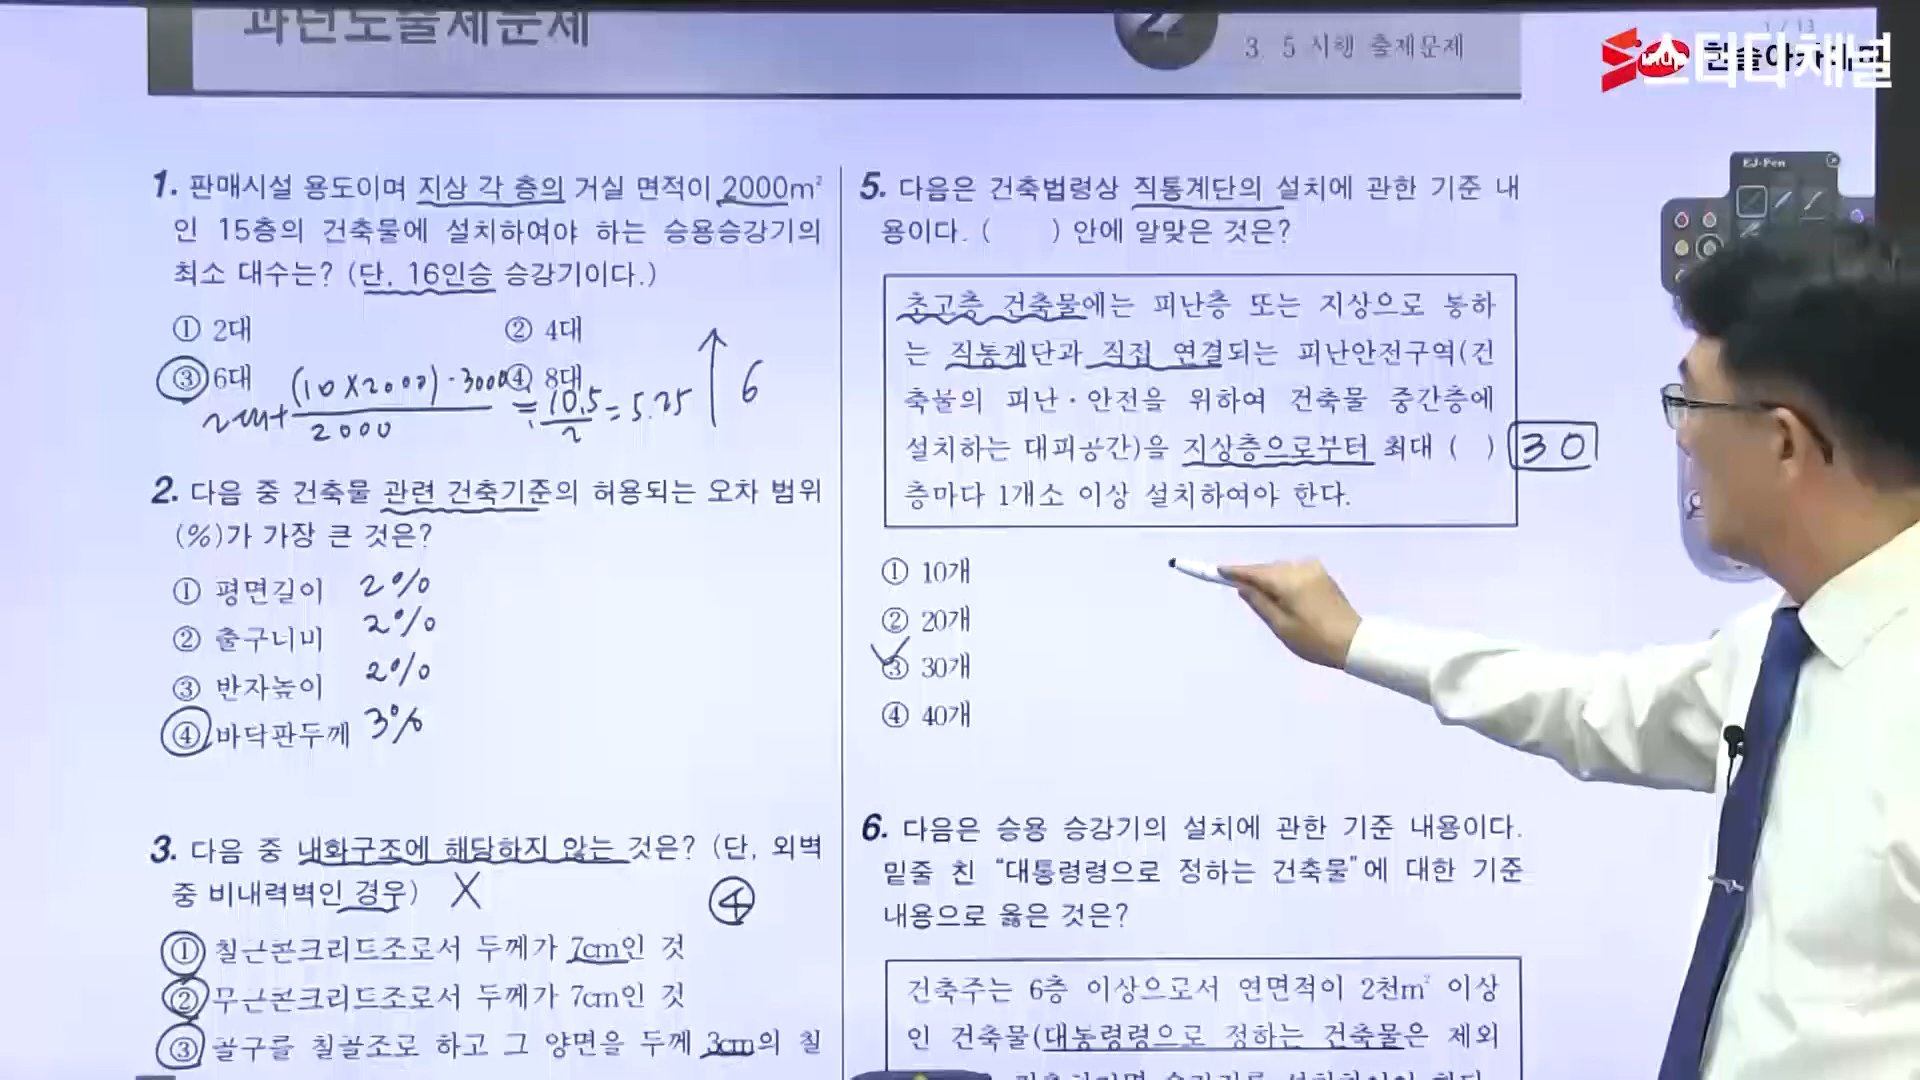 과년도출제문제
22
3. 5 시행 출제문제
1 / 13
스터디채널
1. 판매시설 용도이며 지상 각 층의 거실 면적이 2000m²
인 15층의 건축물에 설치하여야 하는 승용승강기의
최소 대수는? (단, 16인승 승강기이다.)
① 2대
② 4대
③ 6대
④ 8대
(10×2000)-3000
2000
= 10.5 = 5.25
2
6
2. 다음 중 건축물 관련 건축기준의 허용되는 오차 범위
(%)가 가장 큰 것은?
① 평면길이 2%
② 출구너비 2%
③ 반자높이 2%
④ 바닥판두께 3%
3. 다음 중 내화구조에 해당하지 않는 것은? (단, 외벽
중 비내력벽인 경우) X ④
① 철근콘크리트조로서 두께가 7cm인 것
② 무근콘크리트조로서 두께가 7cm인 것
③ 골구를 철골조로 하고 그 양면을 두께 3cm의 철
5. 다음은 건축법령상 직통계단의 설치에 관한 기준 내
용이다. ( ) 안에 알맞은 것은?
초고층 건축물에는 피난층 또는 지상으로 통하
는 직통계단과 직접 연결되는 피난안전구역(건
축물의 피난·안전을 위하여 건축물 중간층에
설치하는 대피공간)을 지상층으로부터 최대 ( ) 30
층마다 1개소 이상 설치하여야 한다.
① 10개
② 20개
③ 30개
④ 40개
6. 다음은 승용 승강기의 설치에 관한 기준 내용이다.
밑줄 친 “대통령령으로 정하는 건축물”에 대한 기준
내용으로 옳은 것은?
건축주는 6층 이상으로서 연면적이 2천m² 이상
인 건축물(대통령령으로 정하는 건축물은 제외
EJ-Pen